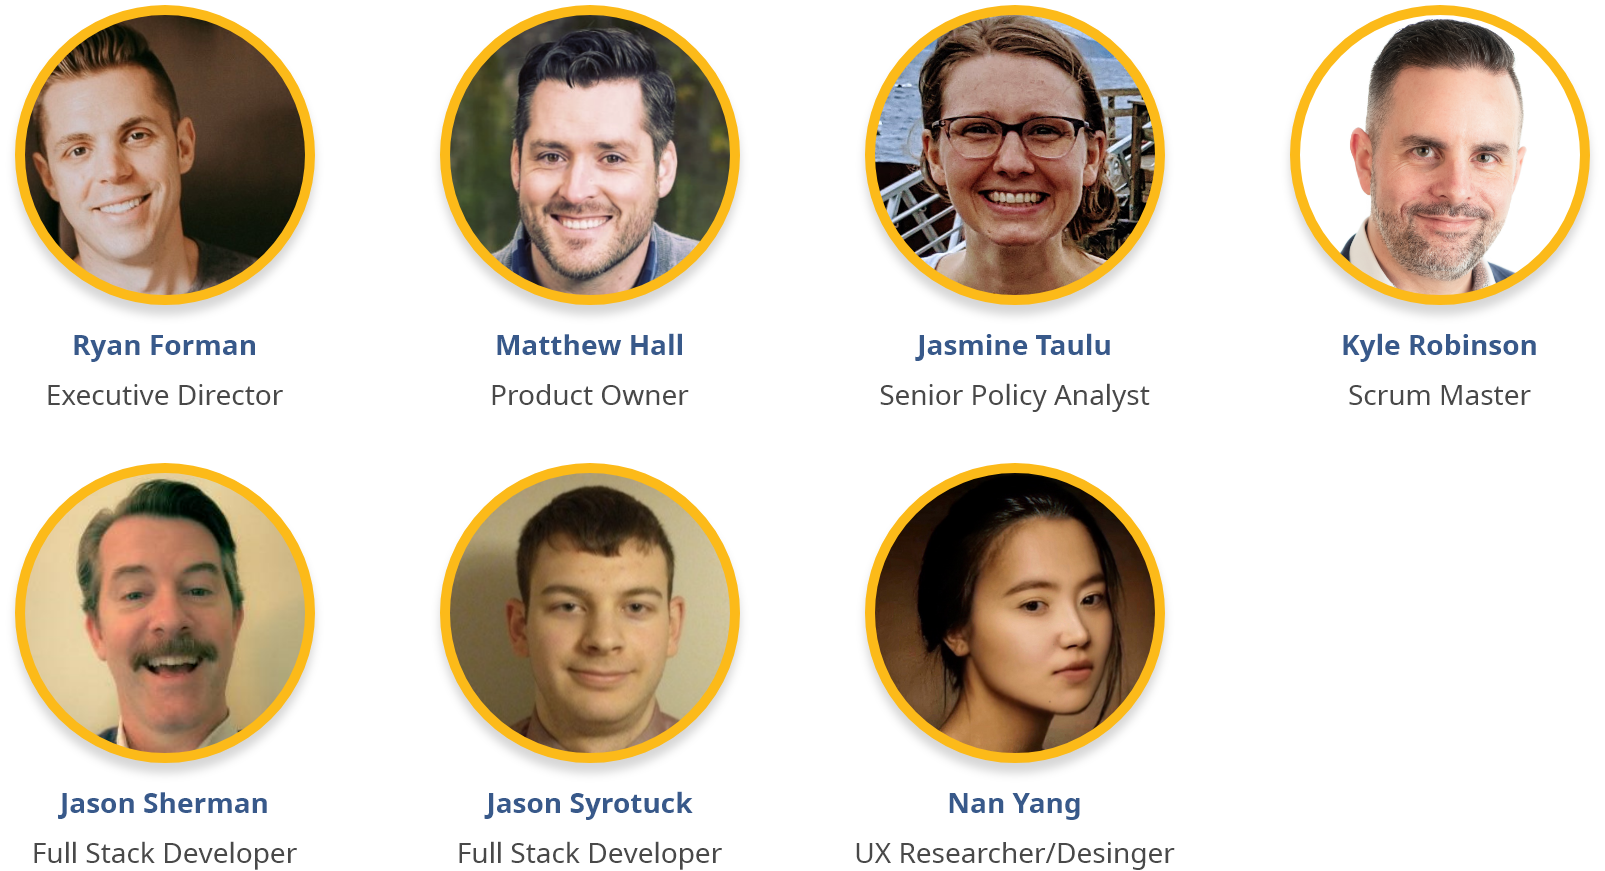 Ryan Forman
Executive Director
Matthew Hall
Product Owner
Jasmine Taulu
Senior Policy Analyst
Kyle Robinson
Scrum Master
Jason Sherman
Full Stack Developer
Jason Syrotuck
Full Stack Developer
Nan Yang
UX Researcher/Desinger